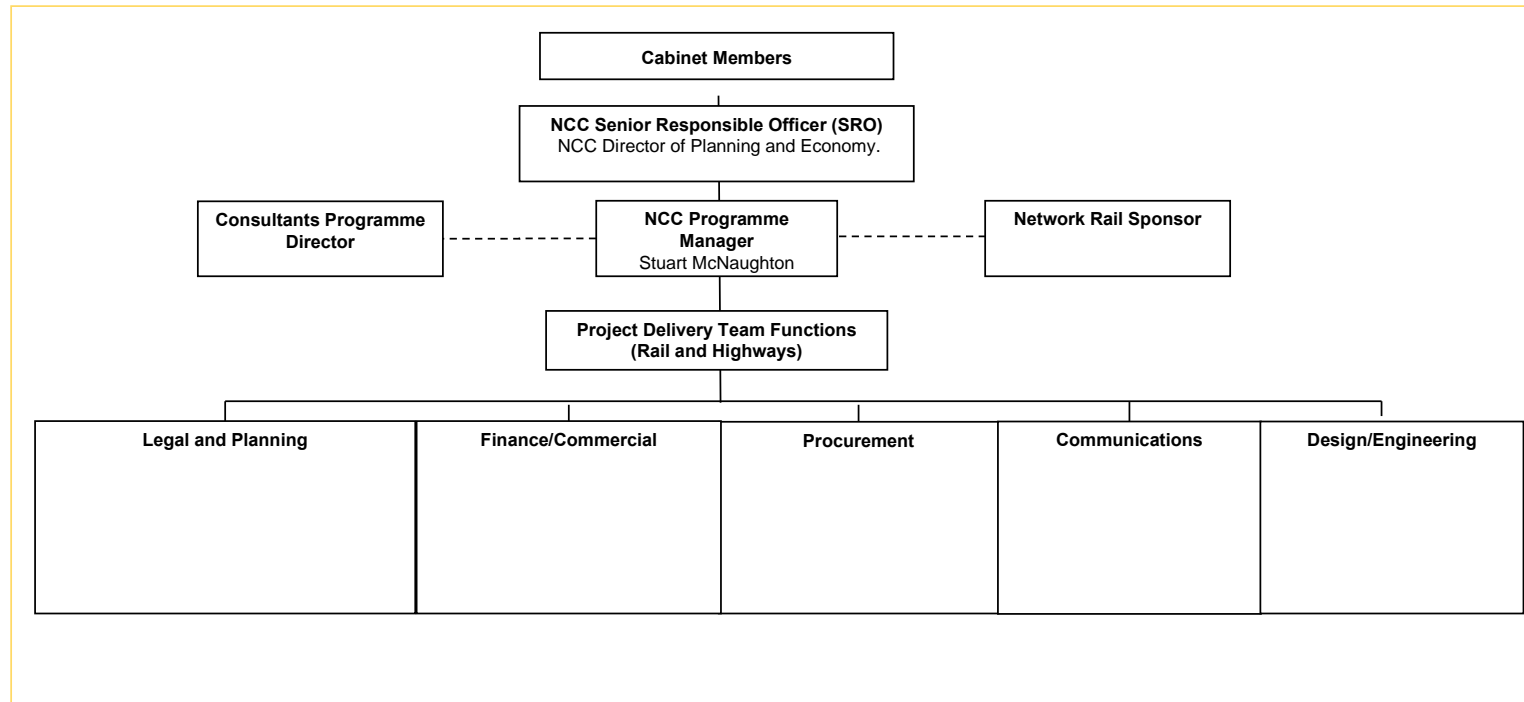 Cabinet Members
NCC Senior Responsible Officer (SRO)
NCC Director of Planning and Economy.
Consultants Programme
Director
NCC Programme
Manager
Stuart McNaughton
Network Rail Sponsor
Project Delivery Team Functions
(Rail and Highways)
Legal and Planning
Finance/Commercial
Procurement
Communications
Design/Engineering